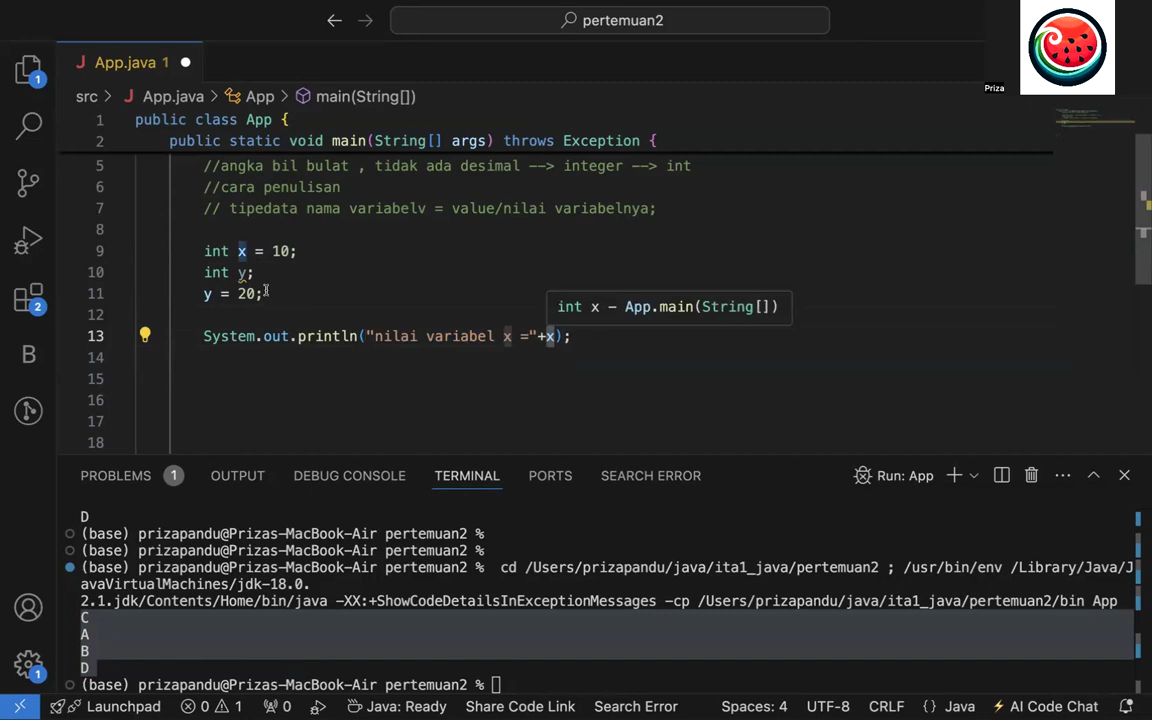 pertemuan2
Priza
App.java 1
src > App.java > App > main(String[])
1 public class App {
2 public static void main(String[] args) throws Exception {
5 //angka bil bulat , tidak ada desimal --> integer --> int
6 //cara penulisan
7 // tipedata nama variabelv = value/nilai variabelnya;
8
9 int x = 10;
10 int y;
11 y = 20;
int x - App.main(String[])
12
13 System.out.println("nilai variabel x ="+x);
14
15
16
17
18
PROBLEMS 1 OUTPUT DEBUG CONSOLE TERMINAL PORTS SEARCH ERROR Run: App
D
(base) prizapandu@Prizas-MacBook-Air pertemuan2 %
(base) prizapandu@Prizas-MacBook-Air pertemuan2 %
(base) prizapandu@Prizas-MacBook-Air pertemuan2 % cd /Users/prizapandu/java/ita1_java/pertemuan2 ; /usr/bin/env /Library/Java/J
avaVirtualMachines/jdk-18.0.
2.1.jdk/Contents/Home/bin/java -XX:+ShowCodeDetailsInExceptionMessages -cp /Users/prizapandu/java/ita1_java/pertemuan2/bin App
C
A
B
D
(base) prizapandu@Prizas-MacBook-Air pertemuan2 %
Launchpad 0 1 0 Java: Ready Share Code Link Search Error Spaces: 4 UTF-8 CRLF {} Java AI Code Chat
1
2
B
1